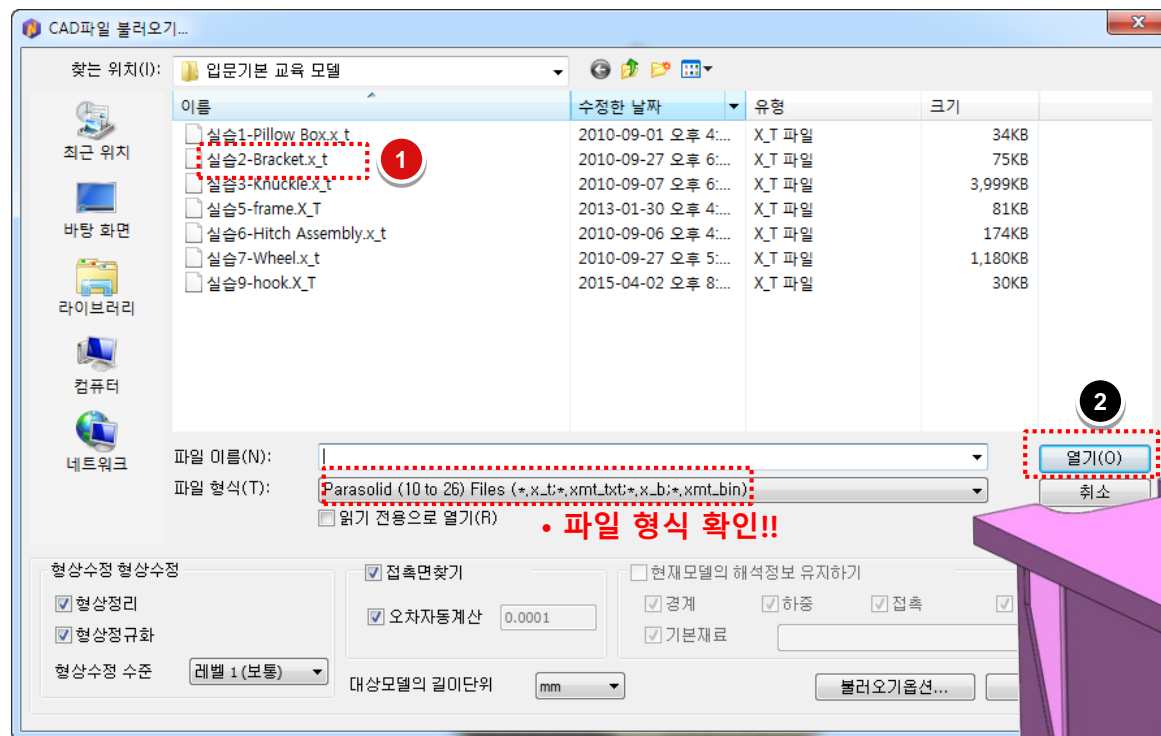 CAD파일 불러오기...
찾는 위치(I): 입문기본 교육 모델
이름 수정한 날짜 유형 크기
실습1-Pillow Box.x_t 2010-09-01 오후 4:... X_T 파일 34KB
실습2-Bracket.x_t 2010-09-27 오후 6:... X_T 파일 75KB
1
실습3-Knuckle.x_t 2010-09-07 오후 6:... X_T 파일 3,999KB
실습5-frame.X_T 2013-01-30 오후 4:... X_T 파일 81KB
실습6-Hitch Assembly.x_t 2010-09-06 오후 4:... X_T 파일 174KB
실습7-Wheel.x_t 2010-09-27 오후 5:... X_T 파일 1,180KB
실습9-hook.X_T 2015-04-02 오후 8:... X_T 파일 30KB
최근 위치
바탕 화면
라이브러리
컴퓨터
네트워크
2
파일 이름(N): 열기(O)
파일 형식(T): Parasolid (10 to 26) Files (*.x_t;*.xmt_txt;*.x_b;*.xmt_bin) 취소
읽기 전용으로 열기(R)
• 파일 형식 확인!!
형상수정 형상수정
형상정리
형상정규화
형상수정 수준 레벨 1 (보통)
접촉면찾기
오차자동계산 0.0001
대상모델의 길이단위 mm
현재모델의 해석정보 유지하기
경계 하중 접촉
기본재료
불러오기옵션...